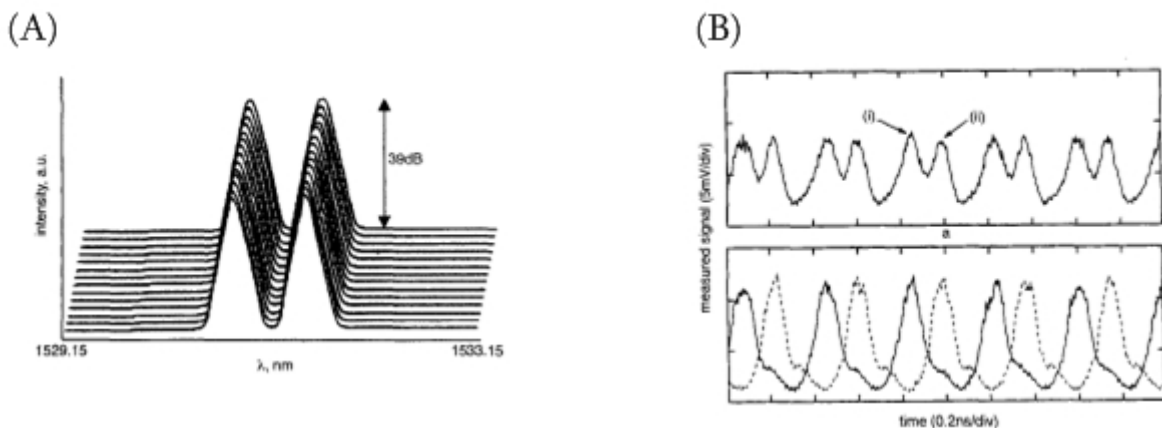 (A)
(B)
intensity, a.u.
39dB
1529.15
1533.15
λ, nm
measured signal (5mV/div)
(i)
(ii)
a
time (0.2ns/div)